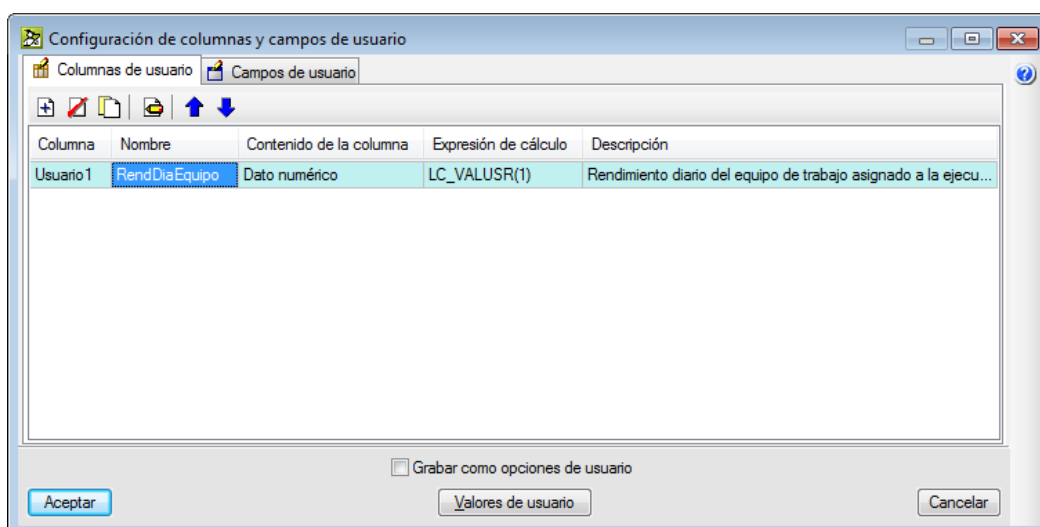 Configuración de columnas y campos de usuario
Columnas de usuario Campos de usuario
Columna Nombre Contenido de la columna Expresión de cálculo Descripción
Usuario1 RendDiaEquipo Dato numérico LC_VALUSR(1) Rendimiento diario del equipo de trabajo asignado a la ejecu...
Grabar como opciones de usuario
Aceptar Valores de usuario Cancelar